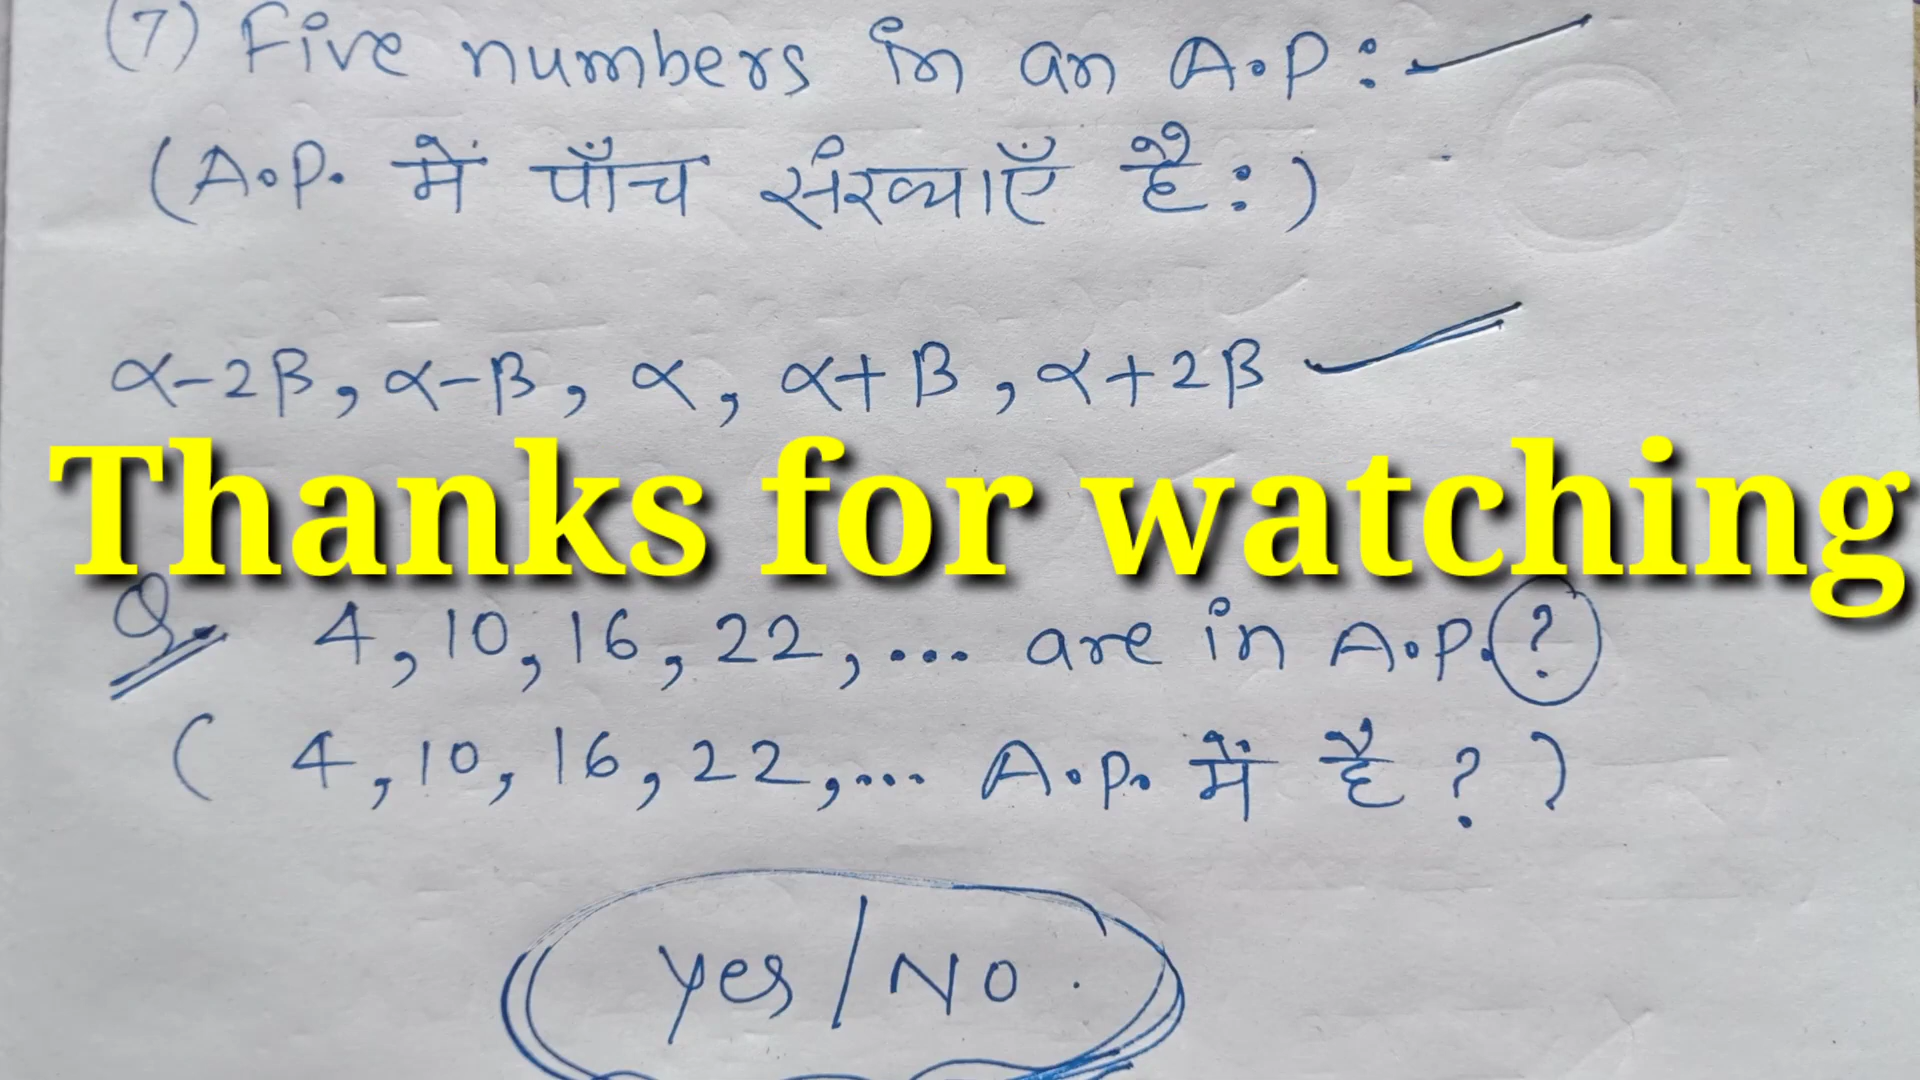 (7) Five numbers in an A.P:
(A.P. में पाँच संख्याएँ है:)
α-2β, α-β, α, α+β, α+2β
Thanks for watching
Q. 4, 10, 16, 22, ... are in A.P.?
( 4, 10, 16, 22, ... A.P. में है ? )
Yes / No.